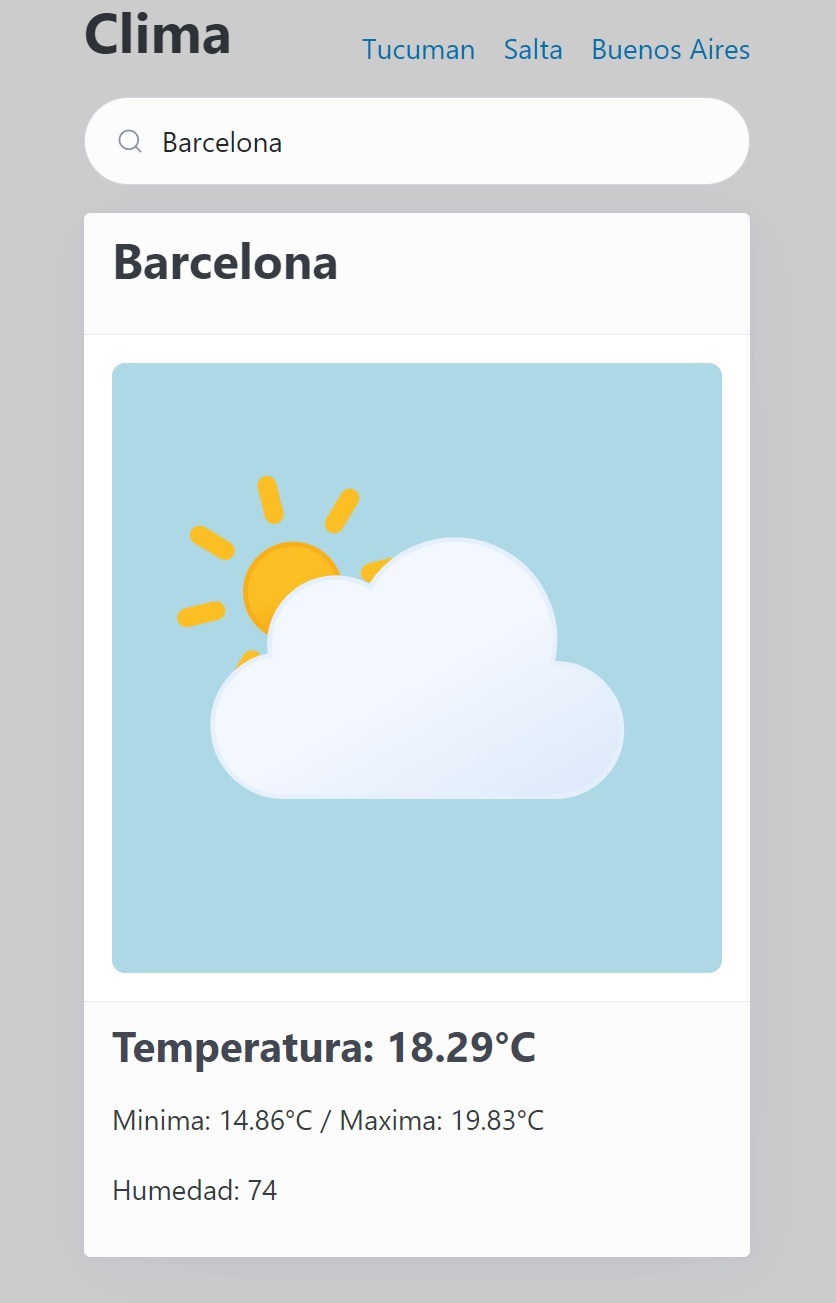 Clima
Tucuman Salta Buenos Aires
Barcelona
Barcelona
Temperatura: 18.29°C
Minima: 14.86°C / Maxima: 19.83°C
Humedad: 74